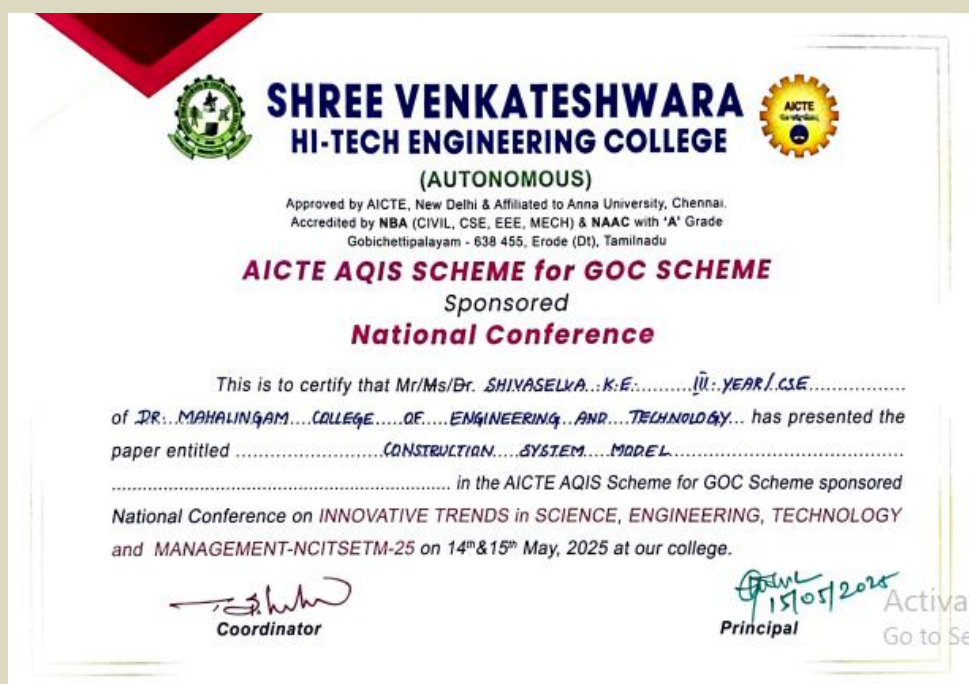 SHREE VENKATESHWARA
HI-TECH ENGINEERING COLLEGE
AICTE
(AUTONOMOUS)
Approved by AICTE, New Delhi & Affiliated to Anna University, Chennai.
Accredited by NBA (CIVIL, CSE, EEE, MECH) & NAAC with 'A' Grade
Gobichettipalayam - 638 455, Erode (Dt), Tamilnadu
AICTE AQIS SCHEME for GOC SCHEME
Sponsored
National Conference
This is to certify that Mr/Ms/Dr. SHIVASELVA K.E. III YEAR / CSE
of DR. MAHALINGAM COLLEGE OF ENGINEERING AND TECHNOLOGY has presented the
paper entitled CONSTRUCTION SYSTEM MODEL
in the AICTE AQIS Scheme for GOC Scheme sponsored
National Conference on INNOVATIVE TRENDS in SCIENCE, ENGINEERING, TECHNOLOGY
and MANAGEMENT-NCITSETM-25 on 14th&15th May, 2025 at our college.
15/05/2025
Coordinator
Principal
Activa
Go to Se